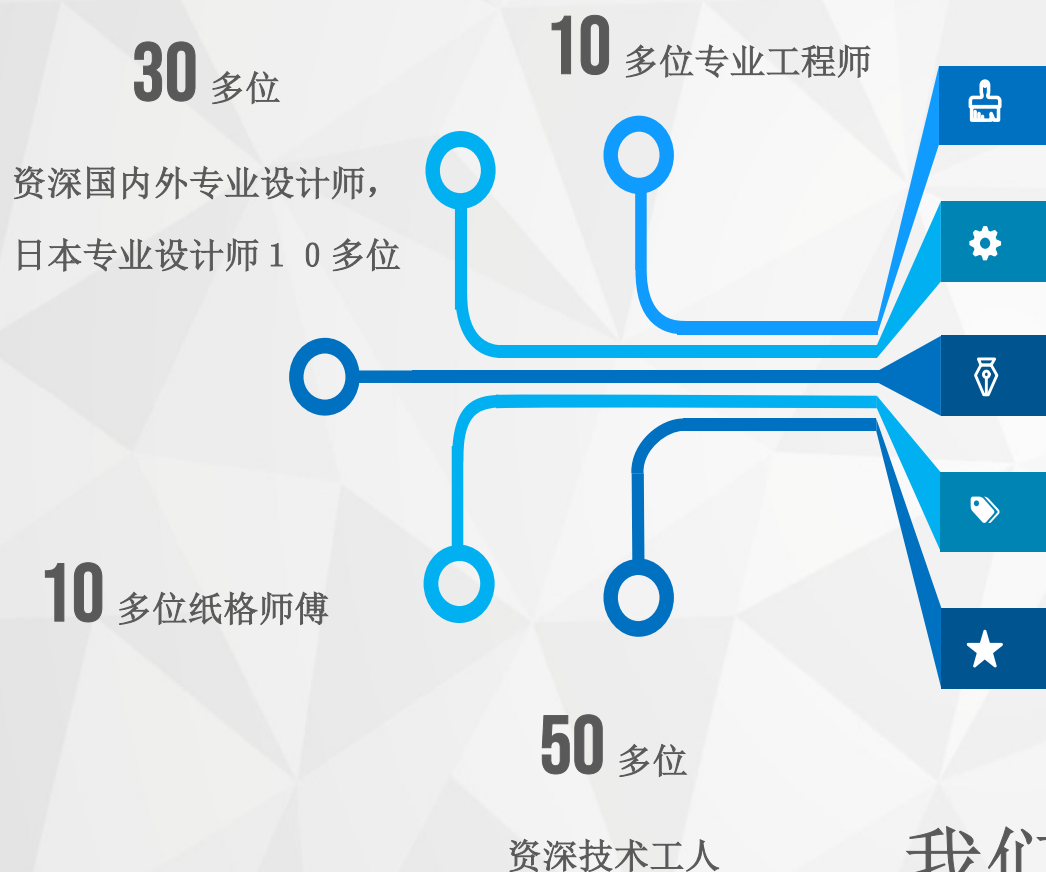 30 多位
资深国内外专业设计师，
日本专业设计师１０多位
10 多位专业工程师
10 多位纸格师傅
50 多位
资深技术工人
我们